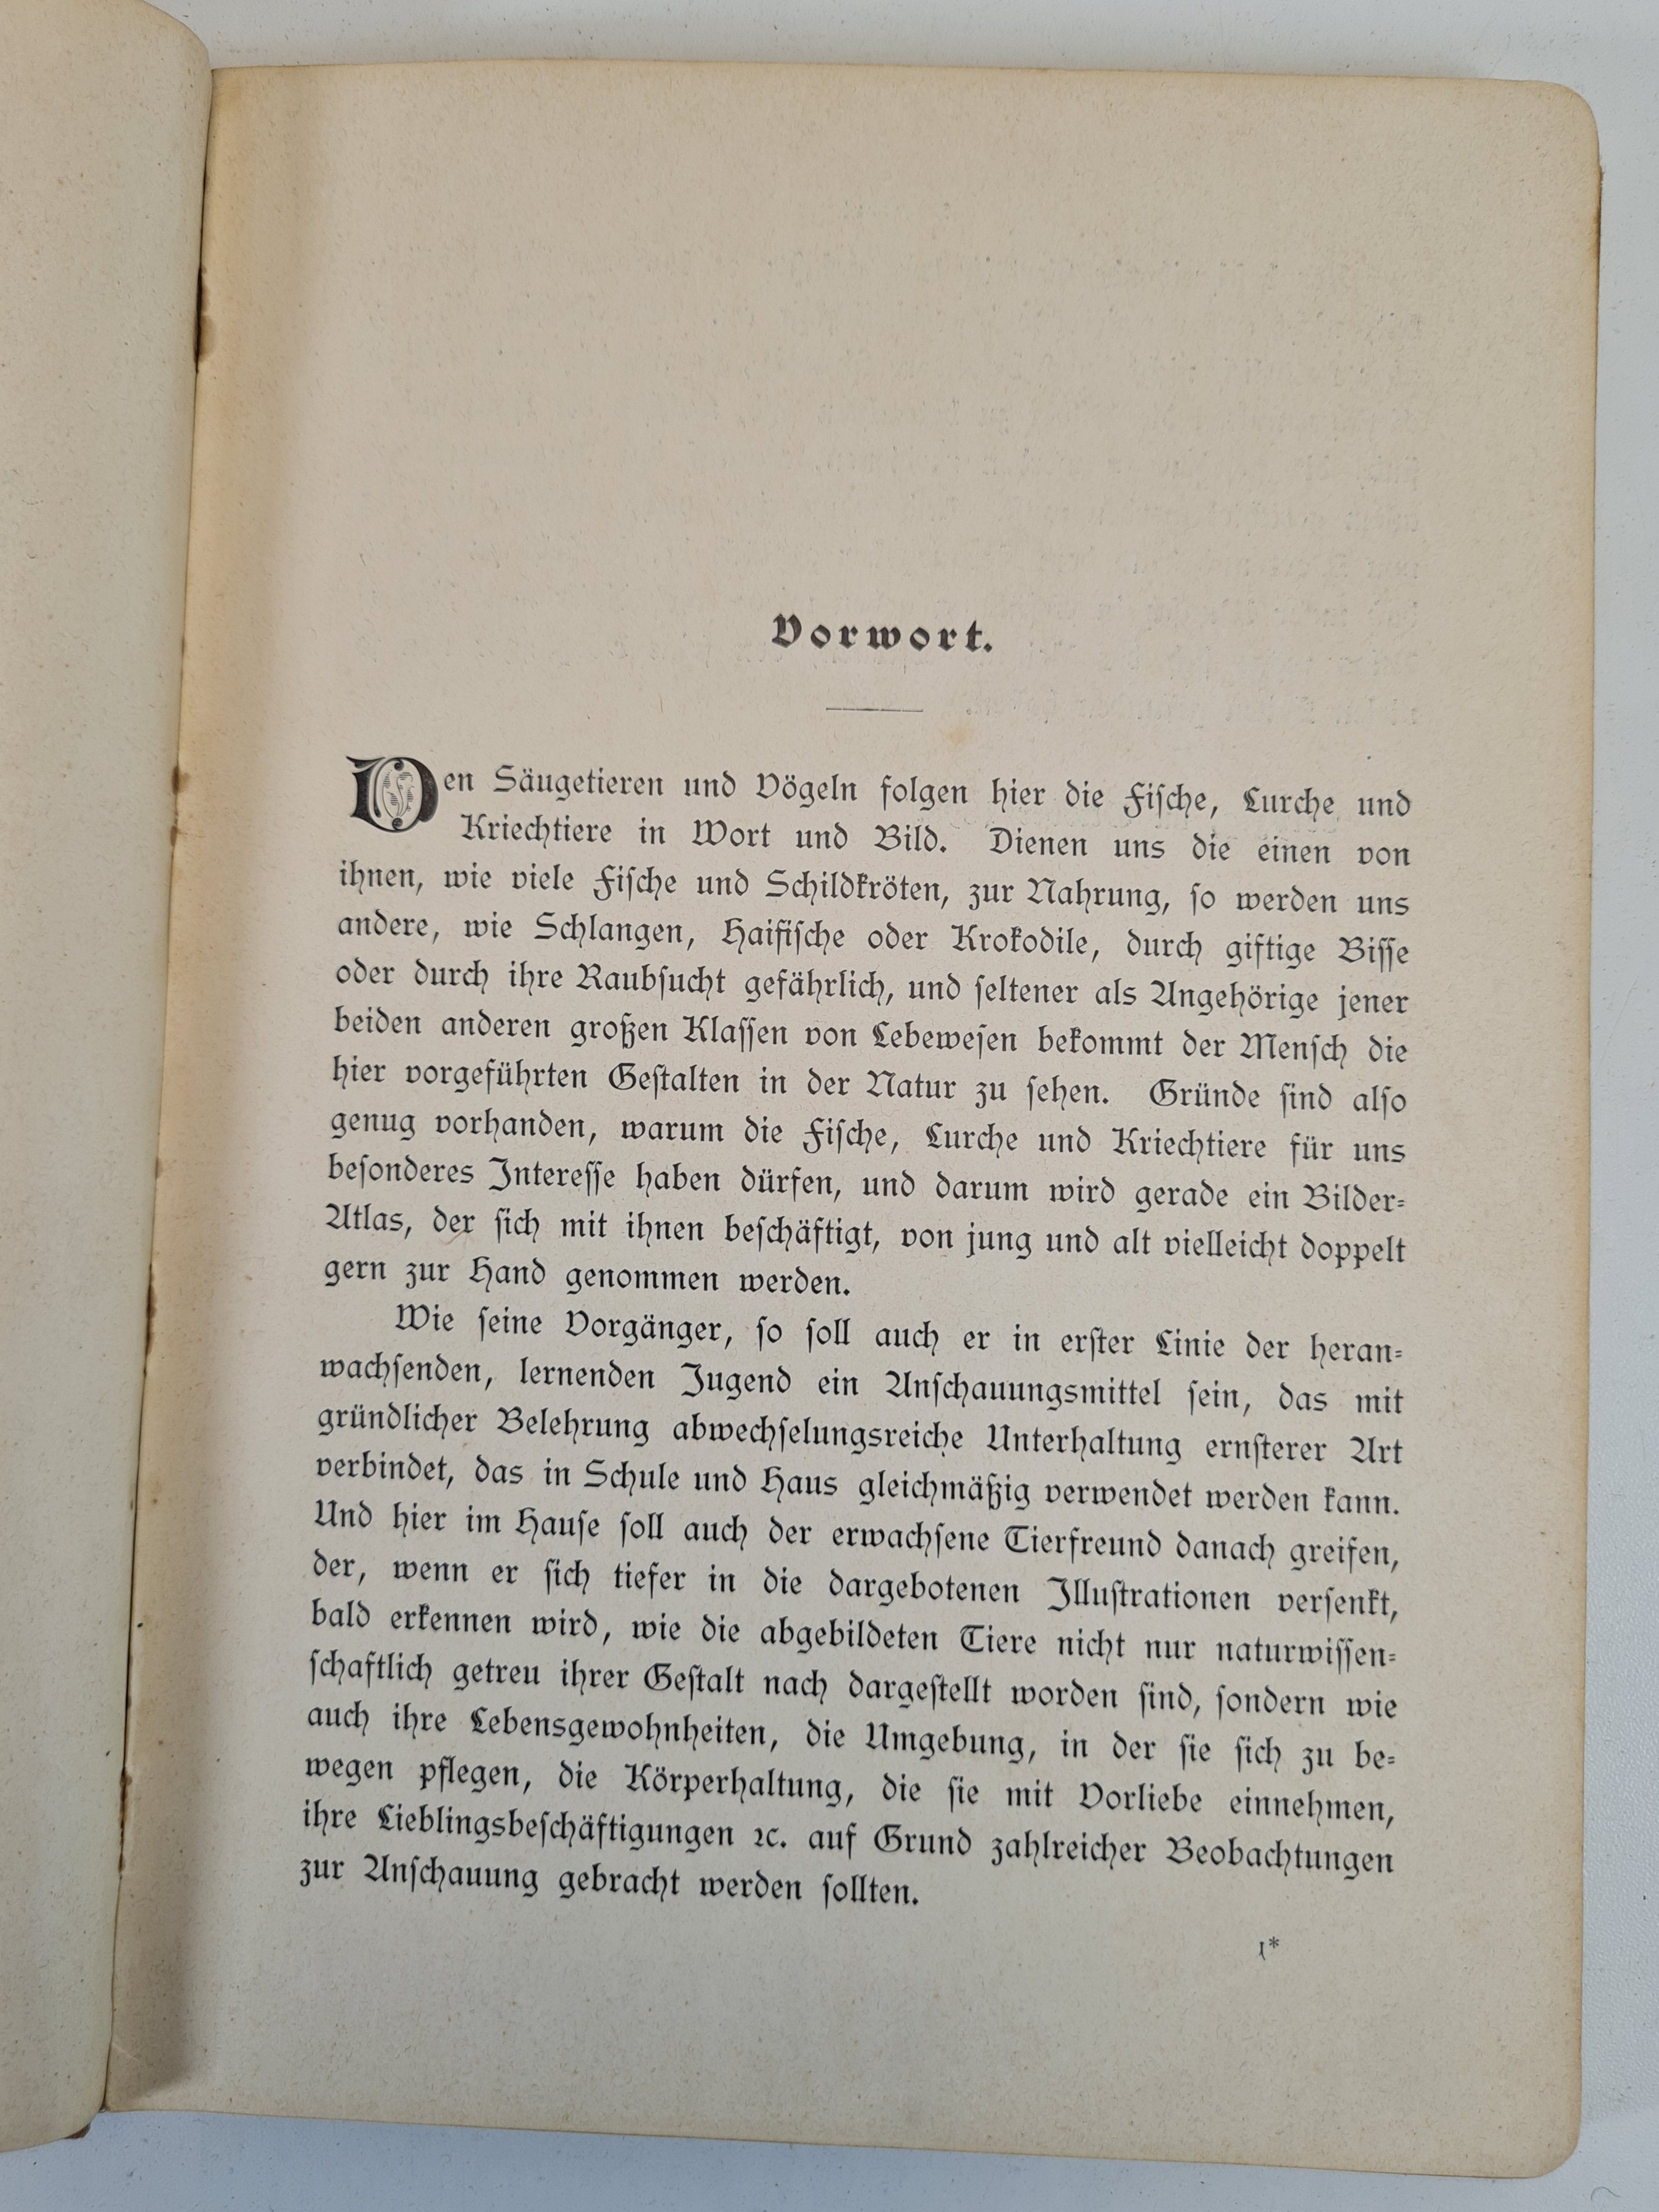 Vorwort.
Den Säugetieren und Vögeln folgen hier die Fiſche, Lurche und
Kriechtiere in Wort und Bild. Dienen uns die einen von
ihnen, wie viele Fiſche und Schildkröten, zur Nahrung, ſo werden uns
andere, wie Schlangen, Haifiſche oder Krokodile, durch giftige Biſſe
oder durch ihre Raubſucht gefährlich, und ſeltener als Angehörige jener
beiden anderen großen Klaſſen von Lebeweſen bekommt der Menſch die
hier vorgeführten Geſtalten in der Natur zu ſehen. Gründe ſind alſo
genug vorhanden, warum die Fiſche, Lurche und Kriechtiere für uns
beſonderes Intereſſe haben dürfen, und darum wird gerade ein Bilder⸗
Atlas, der ſich mit ihnen beſchäftigt, von jung und alt vielleicht doppelt
gern zur Hand genommen werden.
Wie ſeine Vorgänger, ſo ſoll auch er in erſter Linie der heran⸗
wachſenden, lernenden Jugend ein Anſchauungsmittel ſein, das mit
gründlicher Belehrung abwechſelungsreiche Unterhaltung ernſterer Art
verbindet, das in Schule und Haus gleichmäßig verwendet werden kann.
Und hier im Hauſe ſoll auch der erwachſene Tierfreund danach greifen,
der, wenn er ſich tiefer in die dargebotenen Illuſtrationen verſenkt,
bald erkennen wird, wie die abgebildeten Tiere nicht nur naturwiſſen⸗
ſchaftlich getreu ihrer Geſtalt nach dargeſtellt worden ſind, ſondern wie
auch ihre Lebensgewohnheiten, die Umgebung, in der ſie ſich zu be⸗
wegen pflegen, die Körperhaltung, die ſie mit Vorliebe einnehmen,
ihre Lieblingsbeſchäftigungen ꝛc. auf Grund zahlreicher Beobachtungen
zur Anſchauung gebracht werden ſollten.
1*